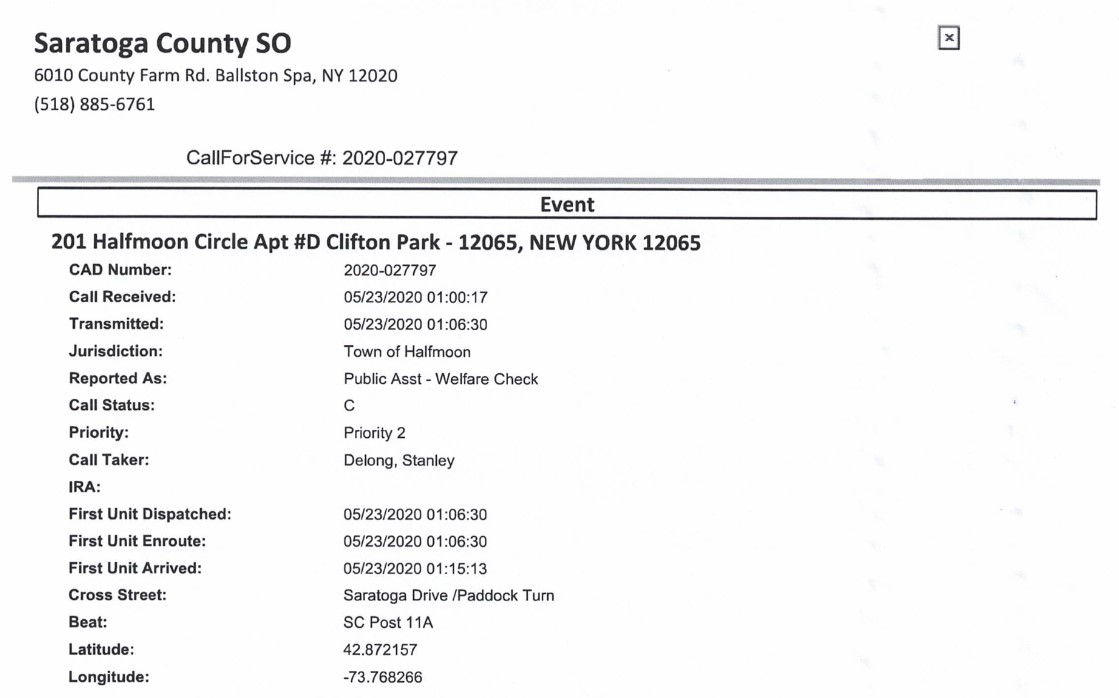 Saratoga County SO
6010 County Farm Rd. Ballston Spa, NY 12020
(518) 885-6761
CallForService #: 2020-027797
Event
201 Halfmoon Circle Apt #D Clifton Park - 12065, NEW YORK 12065
CAD Number: 2020-027797
Call Received: 05/23/2020 01:00:17
Transmitted: 05/23/2020 01:06:30
Jurisdiction: Town of Halfmoon
Reported As: Public Asst - Welfare Check
Call Status: C
Priority: Priority 2
Call Taker: Delong, Stanley
IRA:
First Unit Dispatched: 05/23/2020 01:06:30
First Unit Enroute: 05/23/2020 01:06:30
First Unit Arrived: 05/23/2020 01:15:13
Cross Street: Saratoga Drive /Paddock Turn
Beat: SC Post 11A
Latitude: 42.872157
Longitude: -73.768266